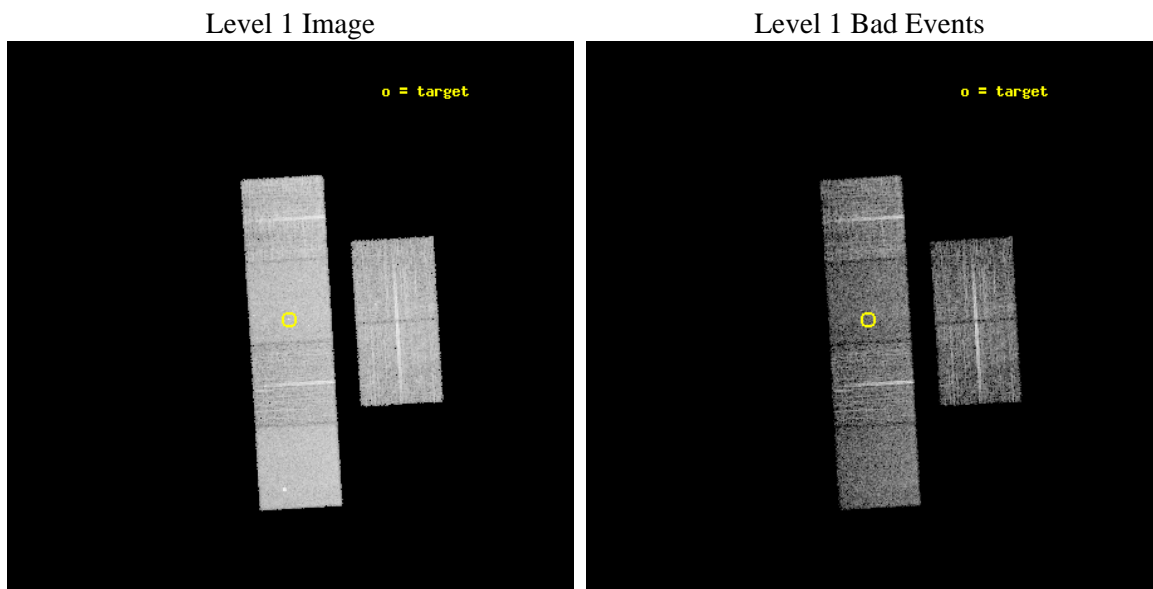 Level 1 Image
Level 1 Bad Events
o = target
o = target